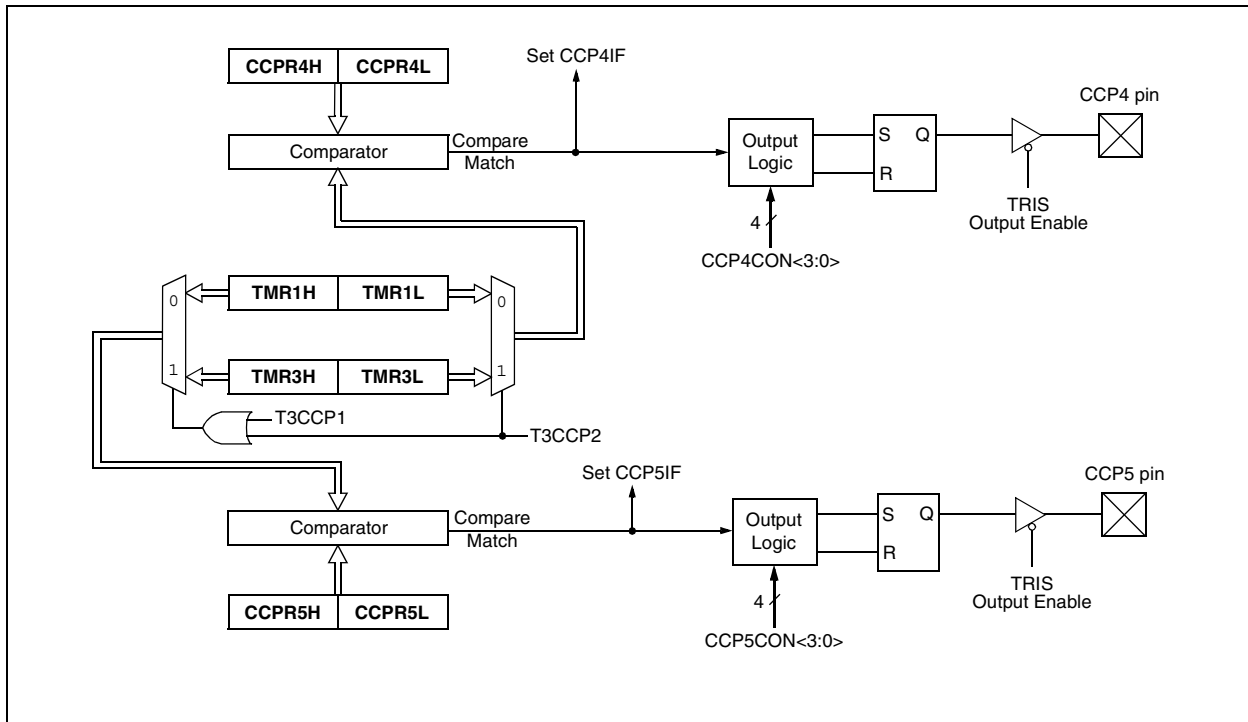 CCPR4H CCPR4L
Set CCP4IF
CCP4 pin
Comparator
Compare
Match
Output
Logic
S Q
R
TRIS
Output Enable
4
CCP4CON<3:0>
0 TMR1H TMR1L 0
1 TMR3H TMR3L 1
T3CCP1
T3CCP2
Set CCP5IF
CCP5 pin
Comparator
Compare
Match
Output
Logic
S Q
R
TRIS
Output Enable
4
CCPR5H CCPR5L
CCP5CON<3:0>